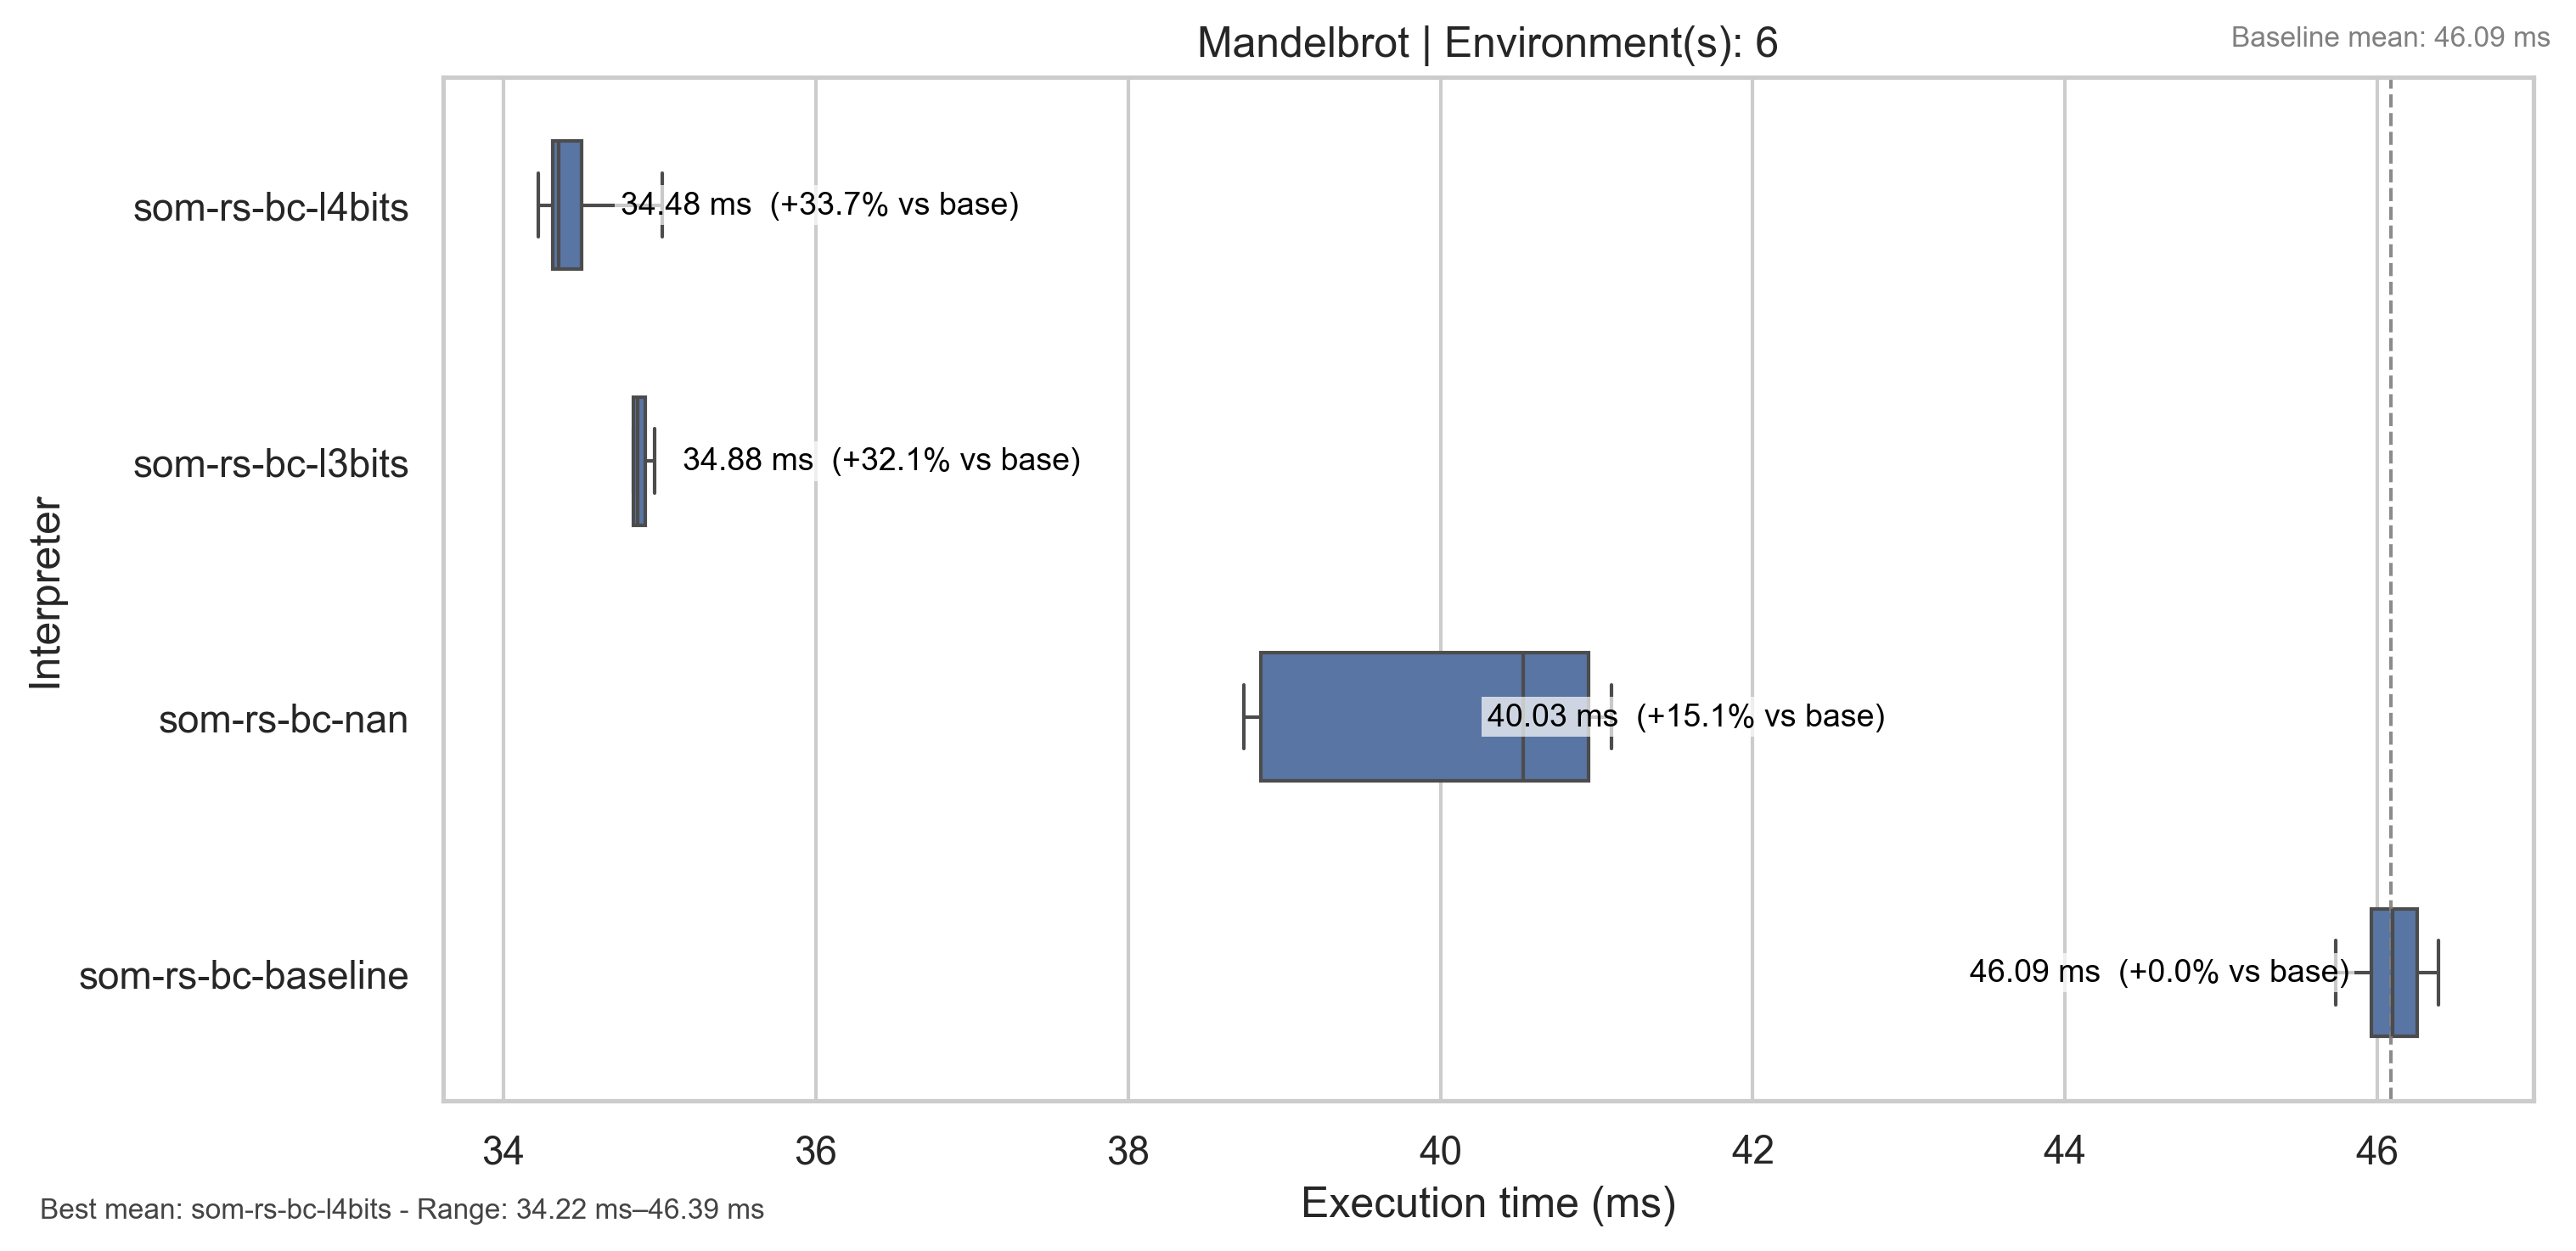 Mandelbrot | Environment(s): 6
Baseline mean: 46.09 ms
Interpreter
som-rs-bc-l4bits
34.48 ms (+33.7% vs base)
som-rs-bc-l3bits
34.88 ms (+32.1% vs base)
som-rs-bc-nan
40.03 ms (+15.1% vs base)
som-rs-bc-baseline
46.09 ms (+0.0% vs base)
34 36 38 40 42 44 46
Execution time (ms)
Best mean: som-rs-bc-l4bits - Range: 34.22 ms–46.39 ms